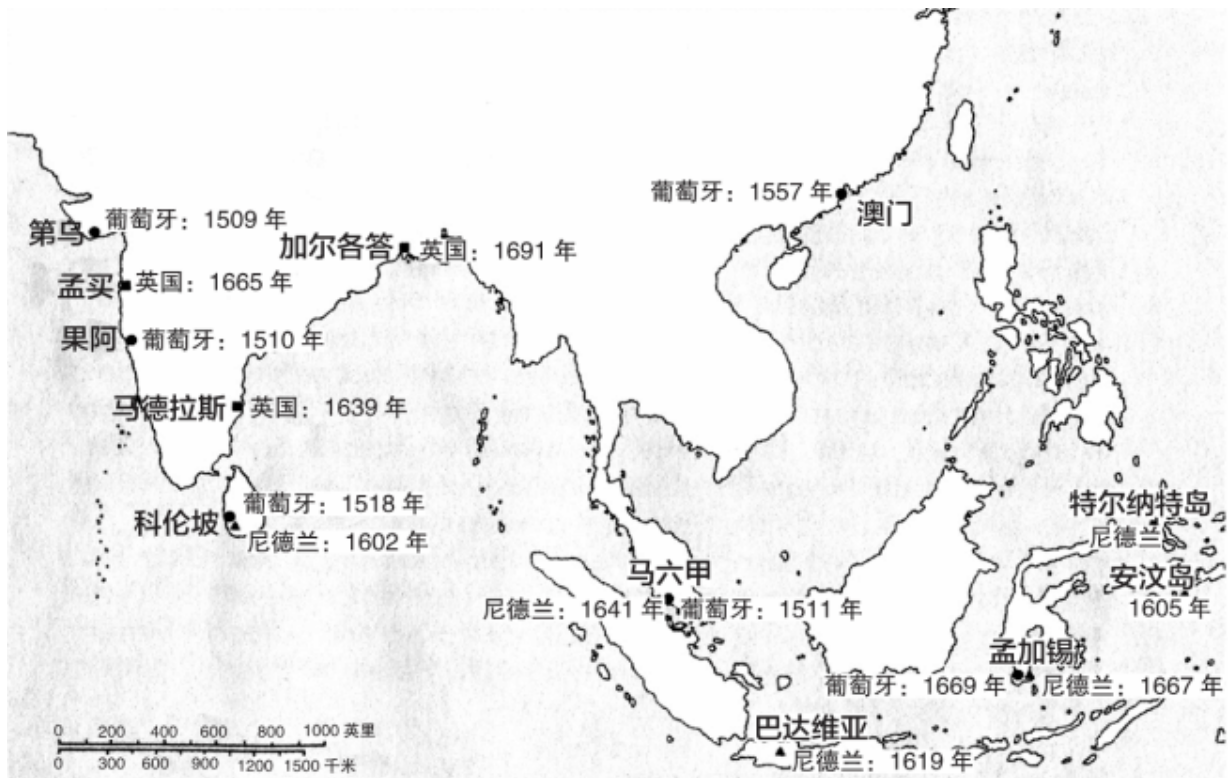 葡萄牙：1557 年
澳门
葡萄牙：1509 年
第乌
加尔各答
英国：1691 年
孟买
英国：1665 年
果阿
葡萄牙：1510 年
马德拉斯
英国：1639 年
葡萄牙：1518 年
科伦坡
尼德兰：1602 年
特尔纳特岛
尼德兰
马六甲
安汶岛
尼德兰：1641 年
葡萄牙：1511 年
1605 年
孟加锡
葡萄牙：1669 年
尼德兰：1667 年
巴达维亚
尼德兰：1619 年
0 200 400 600 800 1000 英里
0 300 600 900 1200 1500 千米